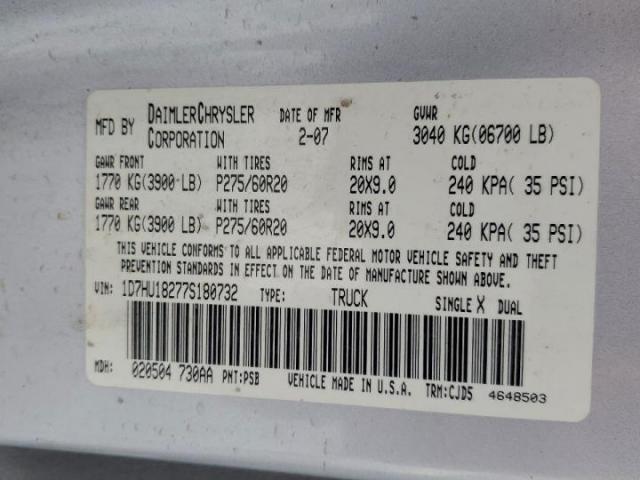 MFD BY DAIMLERCHRYSLER CORPORATION DATE OF MFR 2-07 GVWR 3040 KG(06700 LB)
GAWR FRONT WITH TIRES RIMS AT COLD
1770 KG(3900 LB) P275/60R20 20X9.0 240 KPA( 35 PSI)
GAWR REAR WITH TIRES RIMS AT COLD
1770 KG(3900 LB) P275/60R20 20X9.0 240 KPA( 35 PSI)
THIS VEHICLE CONFORMS TO ALL APPLICABLE FEDERAL MOTOR VEHICLE SAFETY AND THEFT
PREVENTION STANDARDS IN EFFECT ON THE DATE OF MANUFACTURE SHOWN ABOVE.
VIN: 1D7HU18277S180732 TYPE: TRUCK SINGLE X DUAL
MDH: 020504 730AA PNT:PSB VEHICLE MADE IN U.S.A. TRM:CJD5 4648503